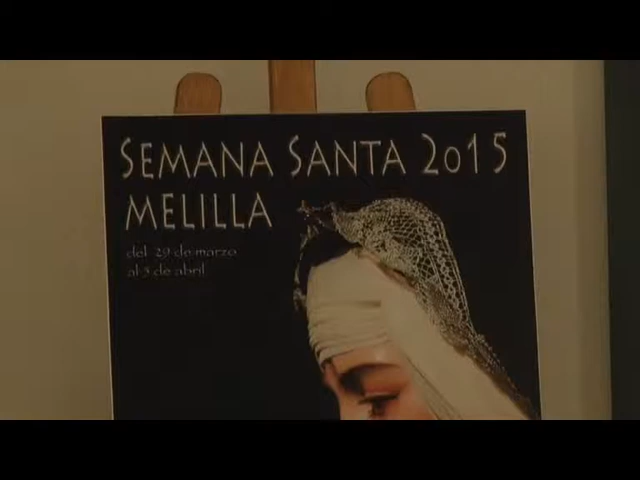 SEMANA SANTA 2015
MELILLA
del 29 de marzo
al 5 de abril